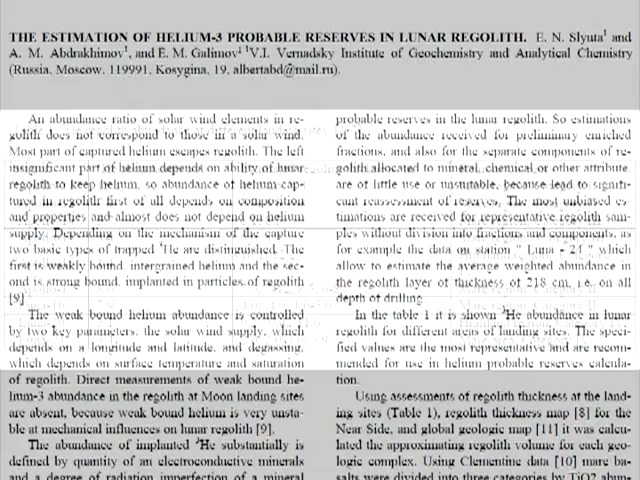 THE ESTIMATION OF HELIUM-3 PROBABLE RESERVES IN LUNAR REGOLITH. E. N. Slyuta¹ and
A. M. Abdrakhimov¹, and E. M. Galimov¹ ¹V.I. Vernadsky Institute of Geochemistry and Analytical Chemistry
(Russia, Moscow, 119991, Kosygina, 19, albertabd@mail.ru).
An abundance ratio of solar wind elements in re-
golith does not correspond to those in a solar wind.
Most part of captured helium escapes regolith. The left
insignificant part of helium depends on ability of lunar
regolith to keep helium, so abundance of helium cap-
tured in regolith first of all depends on composition
and properties and almost does not depend on helium
supply. Depending on the mechanism of the capture
two basic types of trapped ⁴He are distinguished. The
first is weakly bound, intergrained helium and the sec-
ond is strong bound, implanted in particles of regolith
[9].
The weak bound helium abundance is controlled
by two key parameters, the solar wind supply, which
depends on a longitude and latitude, and degassing,
which depends on surface temperature and saturation
of regolith. Direct measurements of weak bound he-
lium-3 abundance in the regolith at Moon landing sites
are absent, because weak bound helium is very unsta-
ble at mechanical influences on lunar regolith [9].
The abundance of implanted ³He substantially is
defined by quantity of an electroconductive minerals
and a degree of radiation imperfection of a mineral
probable reserves in the lunar regolith. So estimations
of the abundance received for preliminary enriched
fractions, and also for the separate components of re-
golith allocated to mineral, chemical or other attribute,
are of little use or unsuitable, because lead to signifi-
cant reassessment of reserves. The most unbiased es-
timations are received for representative regolith sam-
ples without division into fractions and components, as
for example the data on station " Luna - 24 " which
allow to estimate the average weighted abundance in
the regolith layer of thickness of 218 cm, i.e. on all
depth of drilling.
In the table 1 it is shown ³He abundance in lunar
regolith for different areas of landing sites. The speci-
fied values are the most representative and are recom-
mended for use in helium probable reserves calcula-
tion.
Using assessments of regolith thickness at the land-
ing sites (Table 1), regolith thickness map [8] for the
Near Side, and global geologic map [11] it was calcu-
lated the approximating regolith volume for each geo-
logic complex. Using Clementine data [10] mare ba-
salts were divided into three categories by TiO2 abun-